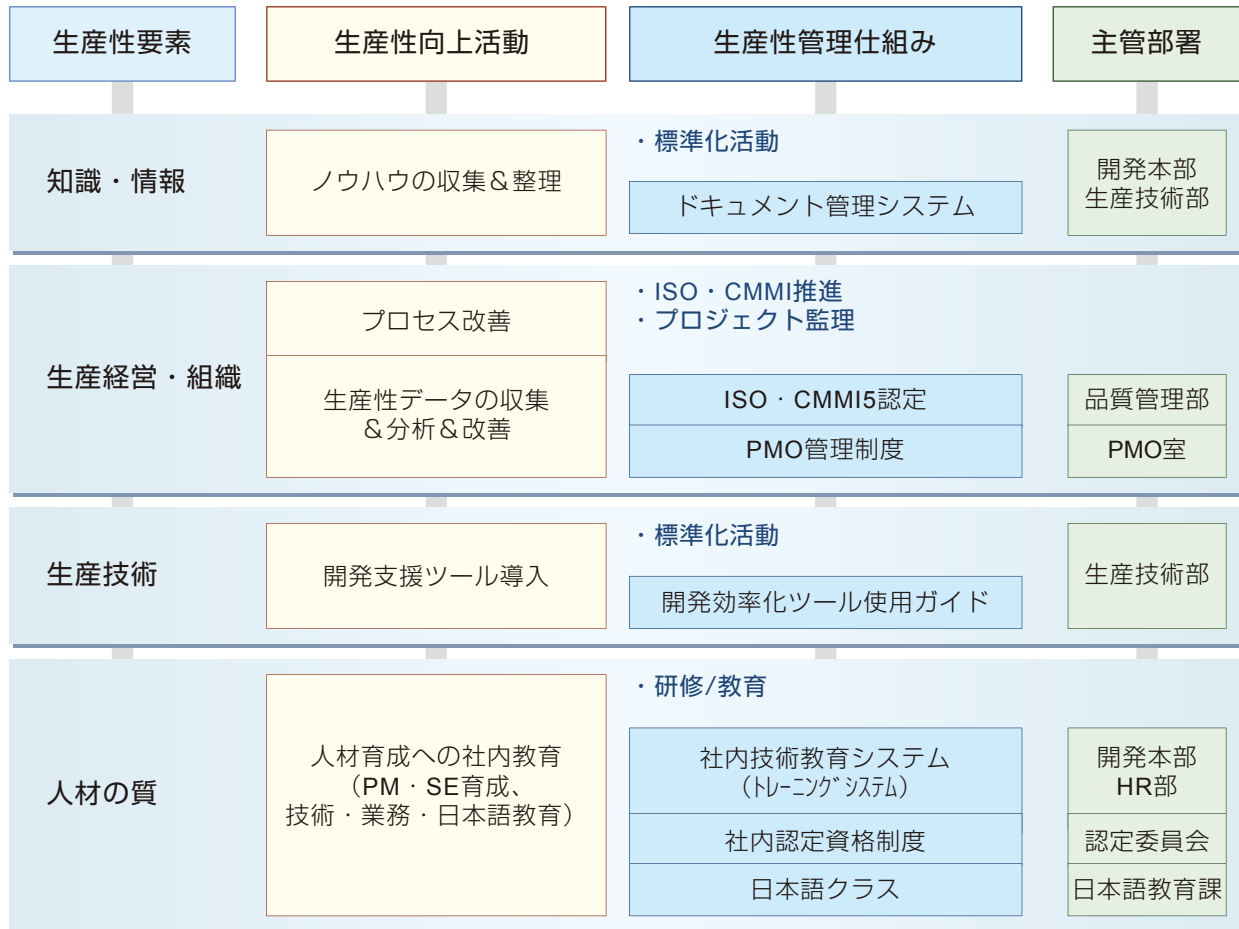 生産性要素
生産性向上活動
生産性管理仕組み
主管部署
知識・情報
ノウハウの収集＆整理
・標準化活動
ドキュメント管理システム
開発本部
生産技術部
生産経営・組織
プロセス改善
生産性データの収集
＆分析＆改善
・ISO・CMMI推進
・プロジェクト監理
ISO・CMMI5認定
PMO管理制度
品質管理部
PMO室
生産技術
開発支援ツール導入
・標準化活動
開発効率化ツール使用ガイド
生産技術部
人材の質
人材育成への社内教育
（PM・SE育成、
技術・業務・日本語教育）
・研修/教育
社内技術教育システム
（ﾄﾚｰﾆﾝｸﾞｼｽﾃﾑ）
社内認定資格制度
日本語クラス
開発本部
HR部
認定委員会
日本語教育課